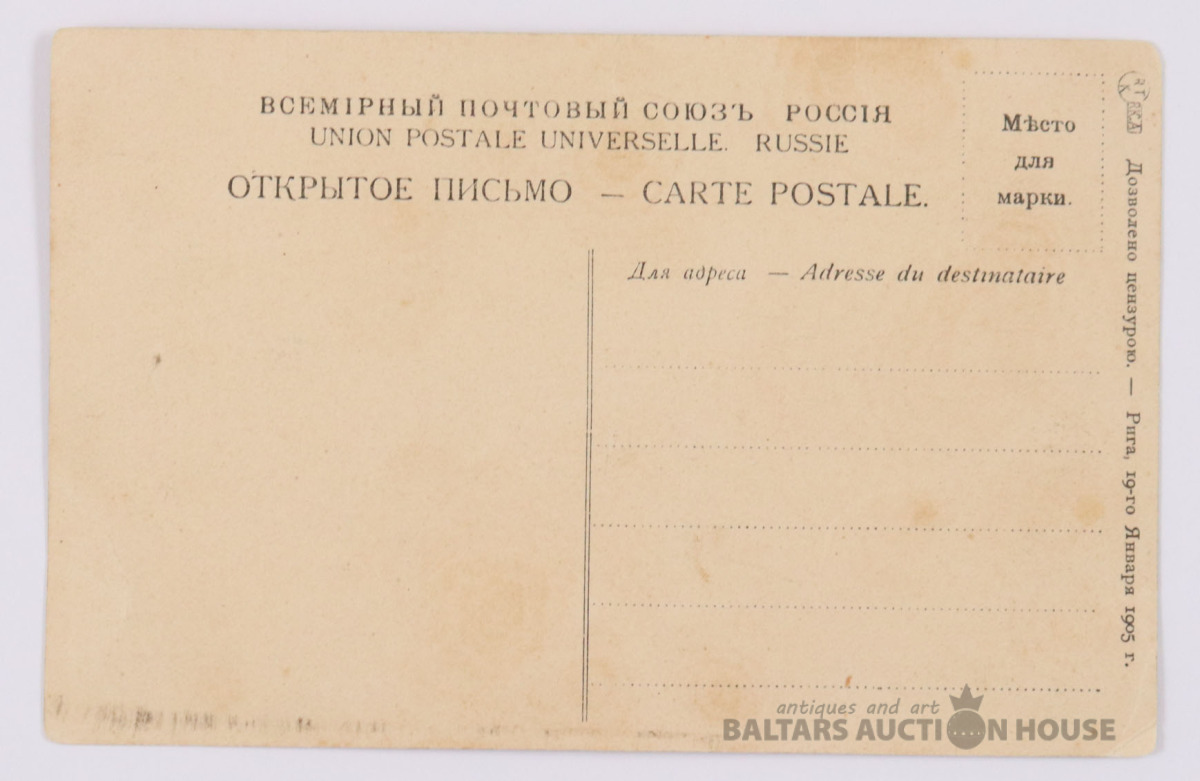 ВСЕМІРНЫЙ ПОЧТОВЫЙ СОЮЗЪ РОССІЯ
UNION POSTALE UNIVERSELLE. RUSSIE
ОТКРЫТОЕ ПИСЬМО — CARTE POSTALE.
Мѣсто
для
марки.
Для адреса — Adresse du destinataire
Дозволено цензурою. — Рига, 19-го Января 1905 г.
antiques and art
BALTARS AUCTION HOUSE